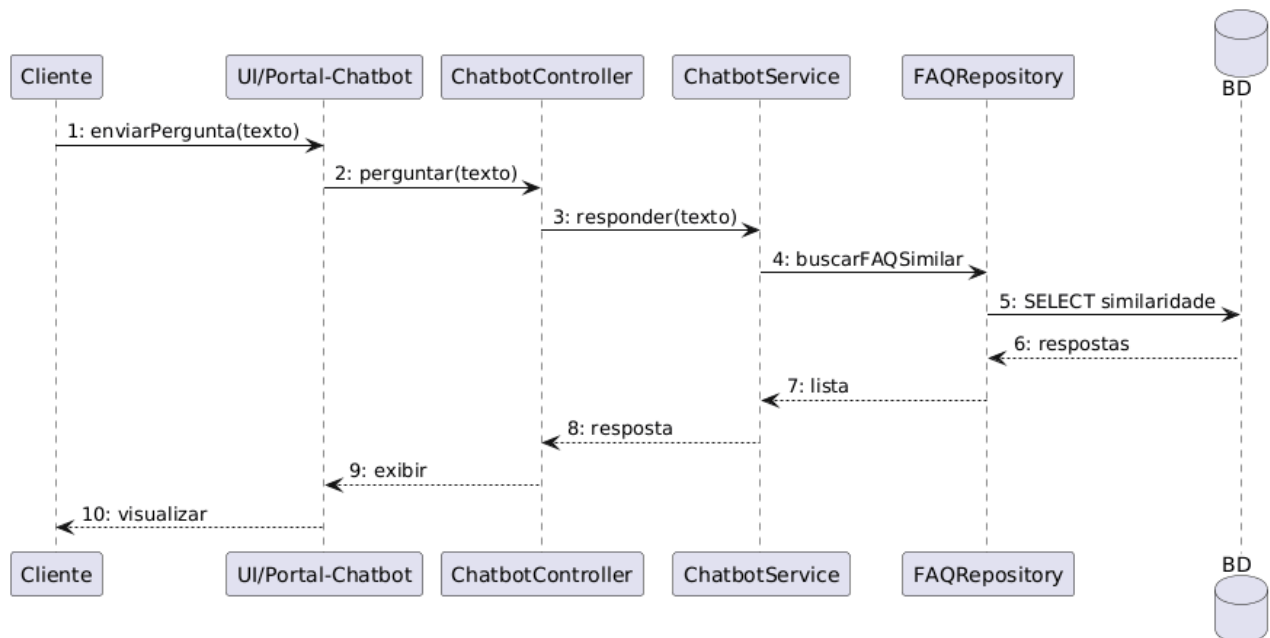 Cliente
UI/Portal-Chatbot
ChatbotController
ChatbotService
FAQRepository
BD
1: enviarPergunta(texto)
2: perguntar(texto)
3: responder(texto)
4: buscarFAQSimilar
5: SELECT similaridade
6: respostas
7: lista
8: resposta
9: exibir
10: visualizar
Cliente
UI/Portal-Chatbot
ChatbotController
ChatbotService
FAQRepository
BD